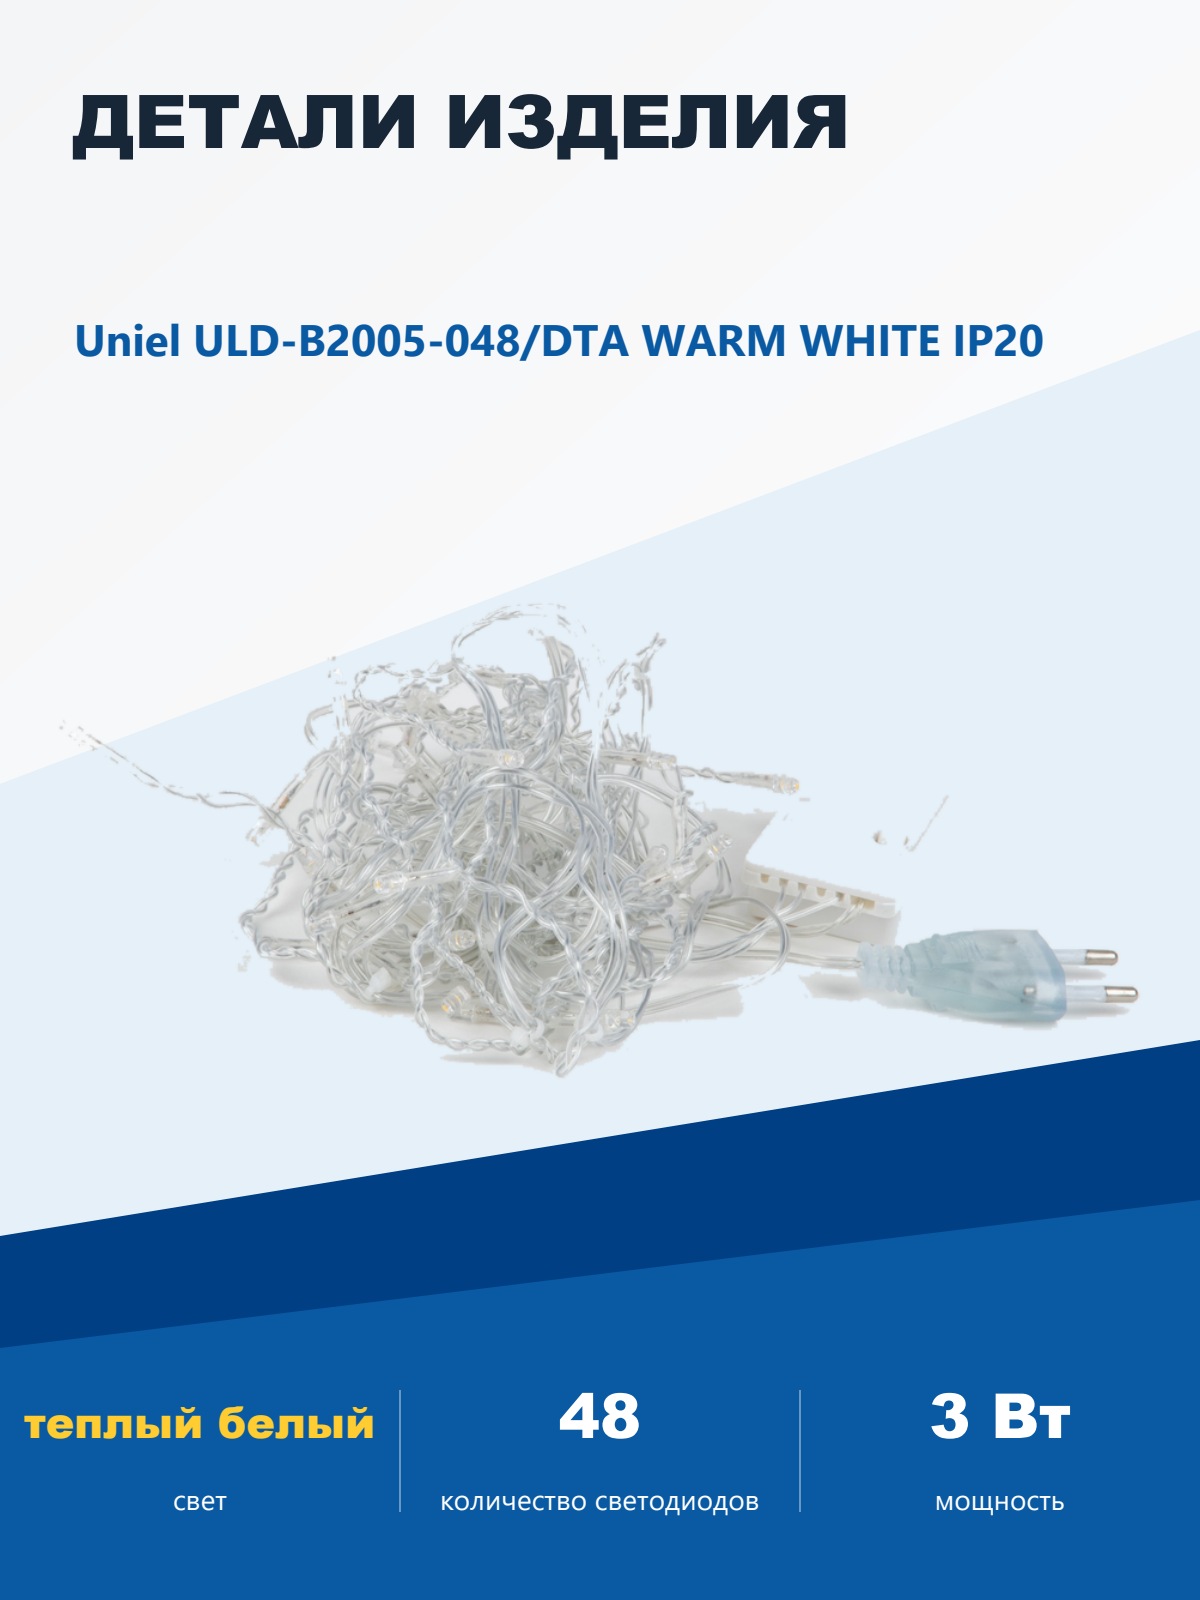 ДЕТАЛИ ИЗДЕЛИЯ
Uniel ULD-B2005-048/DTA WARM WHITE IP20
теплый белый
48
3 Вт
свет
количество светодиодов
мощность